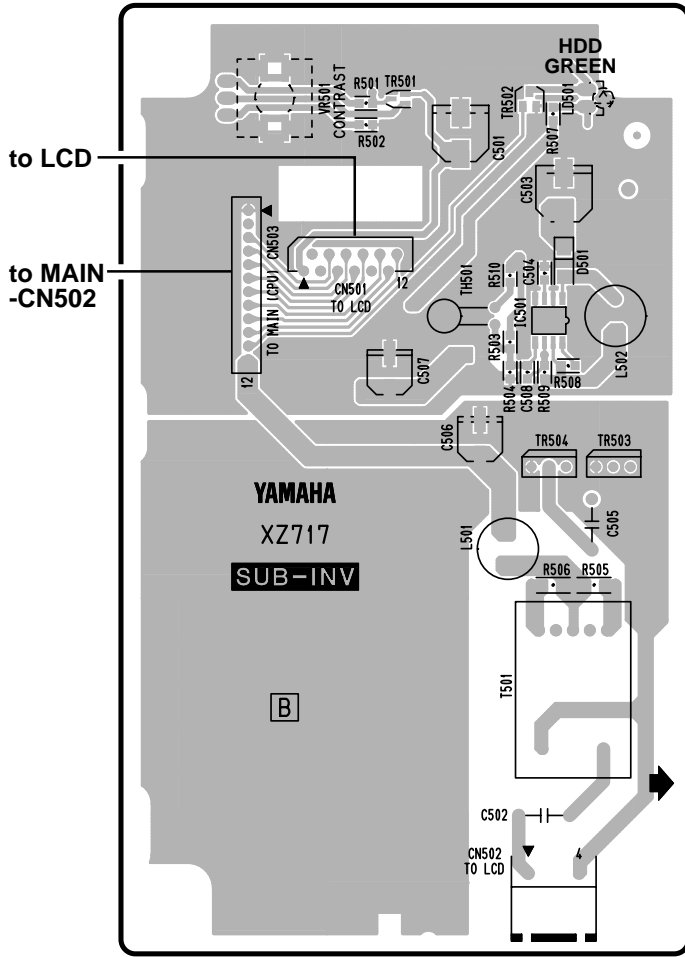 HDD
GREEN
VR501
CONTRAST
R501
TR501
R502
C501
TR502
LD501
R507
to LCD
C503
CN503
TO MAIN (CPU)
12
to MAIN
-CN502
CN501
TO LCD
12
TH501
R510
C504
D501
IC501
L502
R503
R504
C508
R509
R508
C507
C506
TR504
TR503
YAMAHA
XZ717
SUB-INV
L501
C505
R506
R505
T501
B
C502
CN502
TO LCD
4